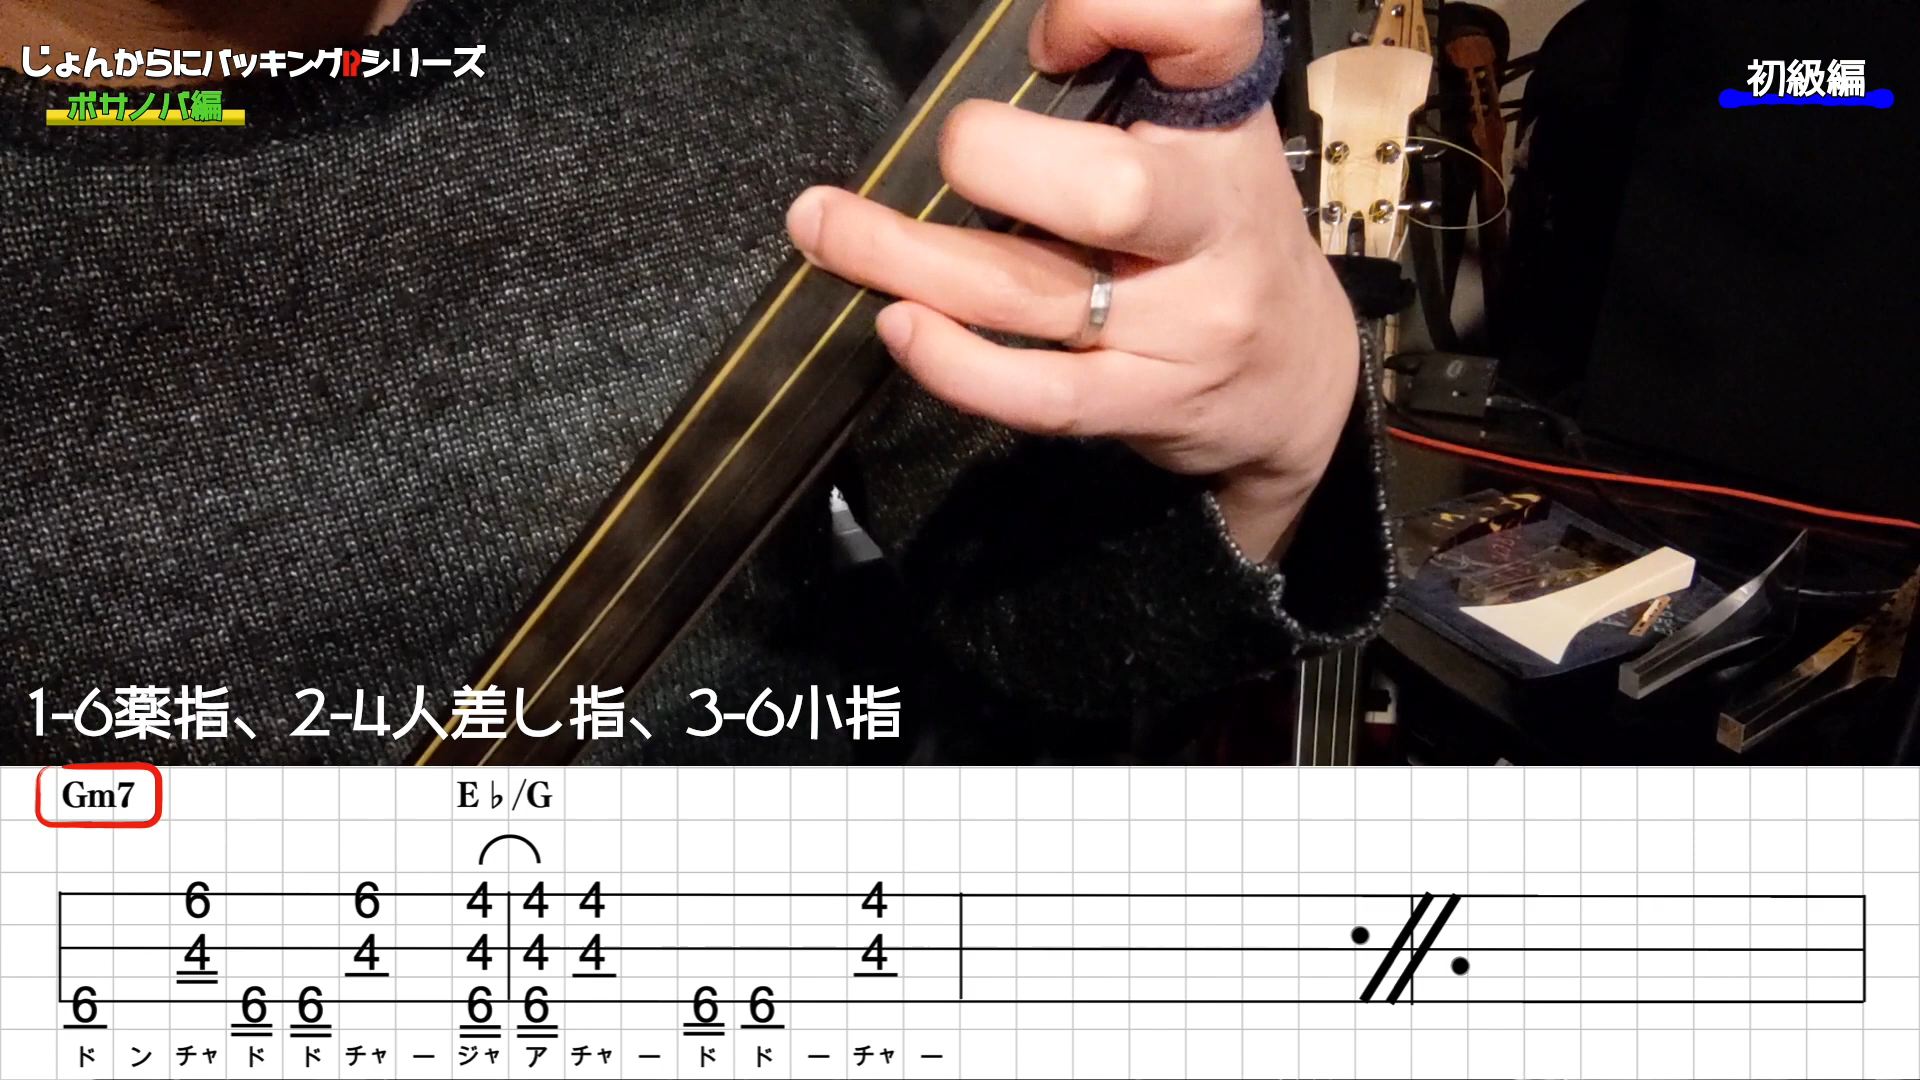 じょんからにバッキング⁉シリーズ
ボサノバ編
初級編
1-6薬指、2-4人差し指、3-6小指
Gm7 E♭/G
6 6 4 4 4 4
4 4 4 4 4 4
6 6 6 6 6 6 6
ド ン チャ ド ド チャ ー ジャ ア チャ ー ド ド ー チャ ー